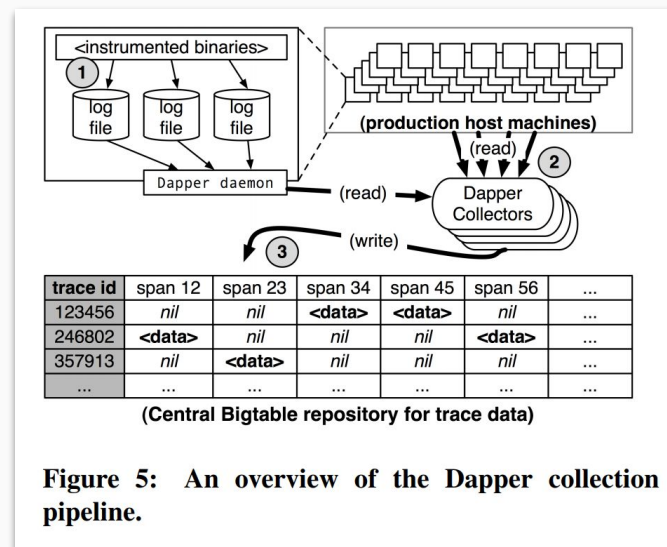 <instrumented binaries>
1
log file
log file
log file
Dapper daemon
(production host machines)
(read)
2
(read)
Dapper Collectors
(write)
3
trace id span 12 span 23 span 34 span 45 span 56 ...
123456 nil nil <data> <data> nil ...
246802 <data> nil nil nil <data> ...
357913 nil <data> nil nil nil ...
... ... ... ... ... ... ...
(Central Bigtable repository for trace data)
Figure 5: An overview of the Dapper collection
pipeline.